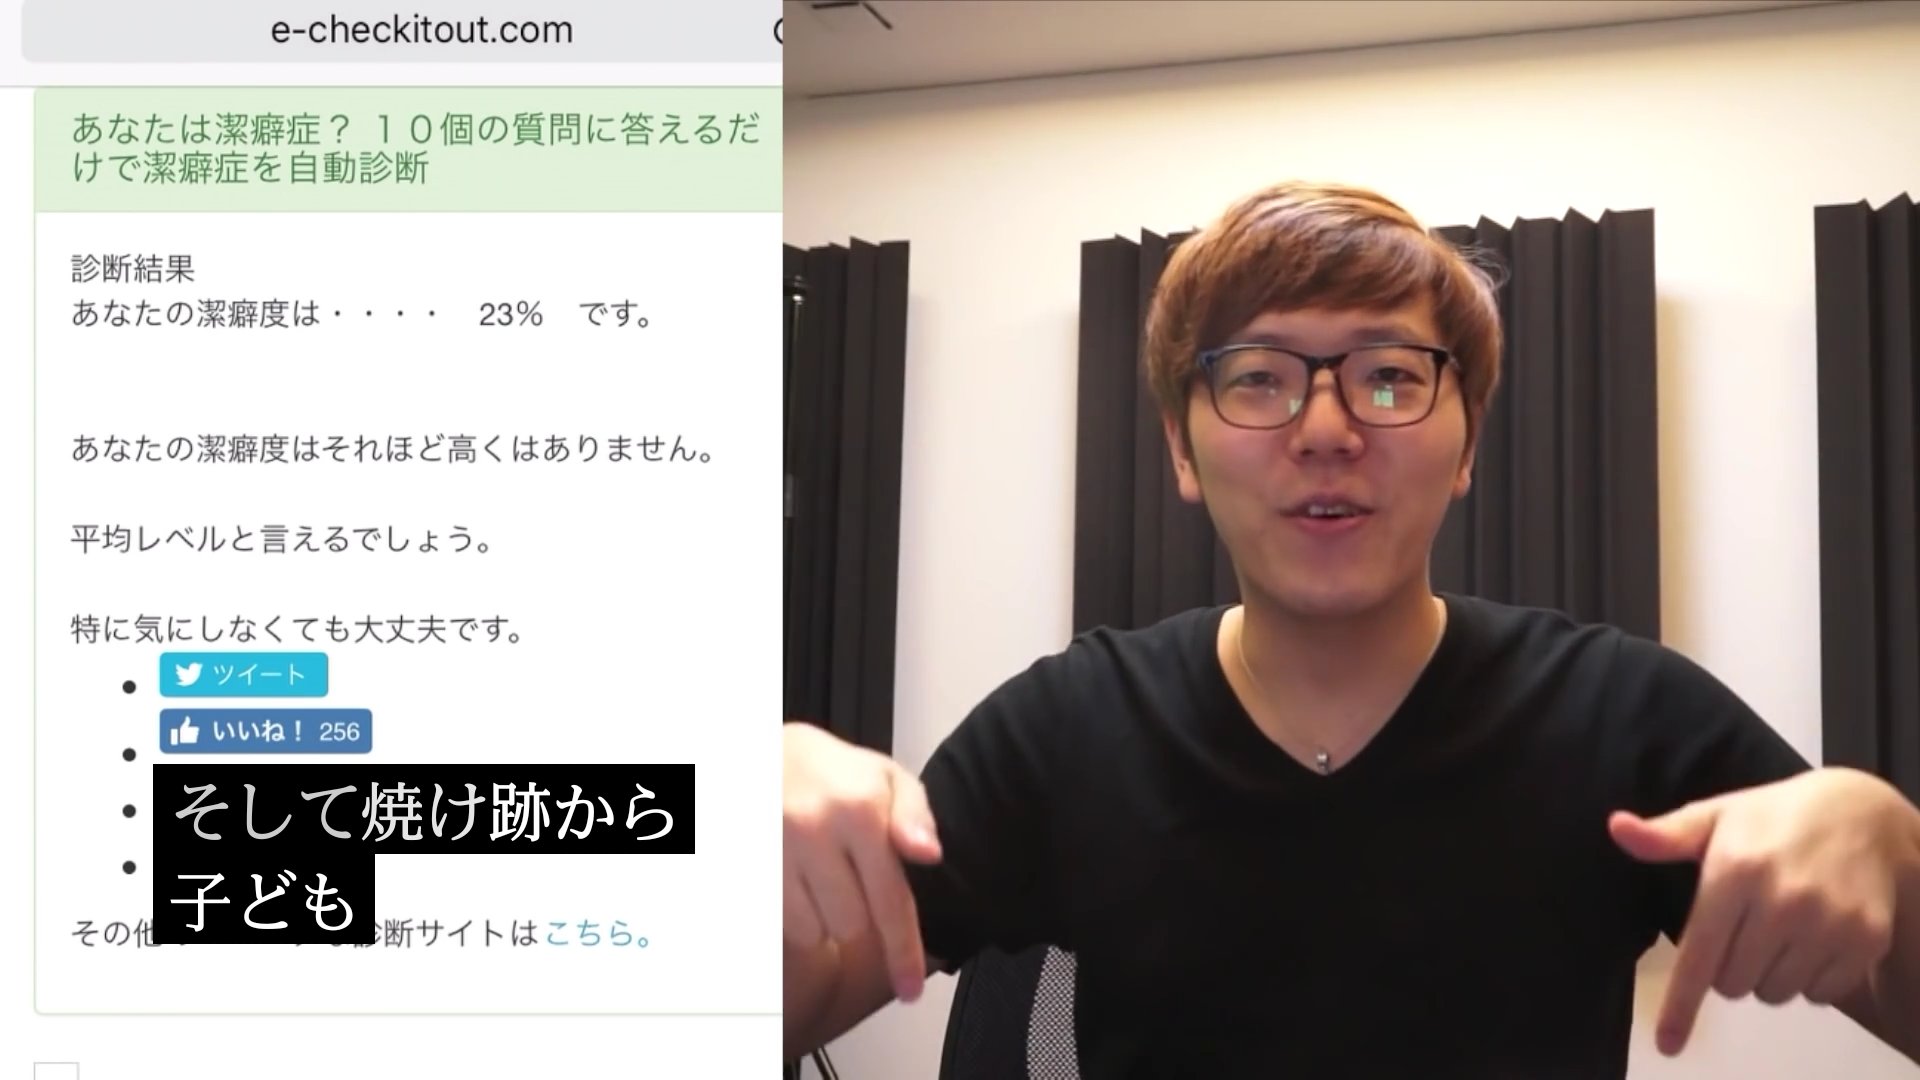 e-checkitout.com
あなたは潔癖症？ １０個の質問に答えるだ
けで潔癖症を自動診断
診断結果
あなたの潔癖度は・・・・　23%　です。
あなたの潔癖度はそれほど高くはありません。
平均レベルと言えるでしょう。
特に気にしなくても大丈夫です。
ツイート
いいね！ 256
そして焼け跡から
子ども
その他
診断サイトはこちら。